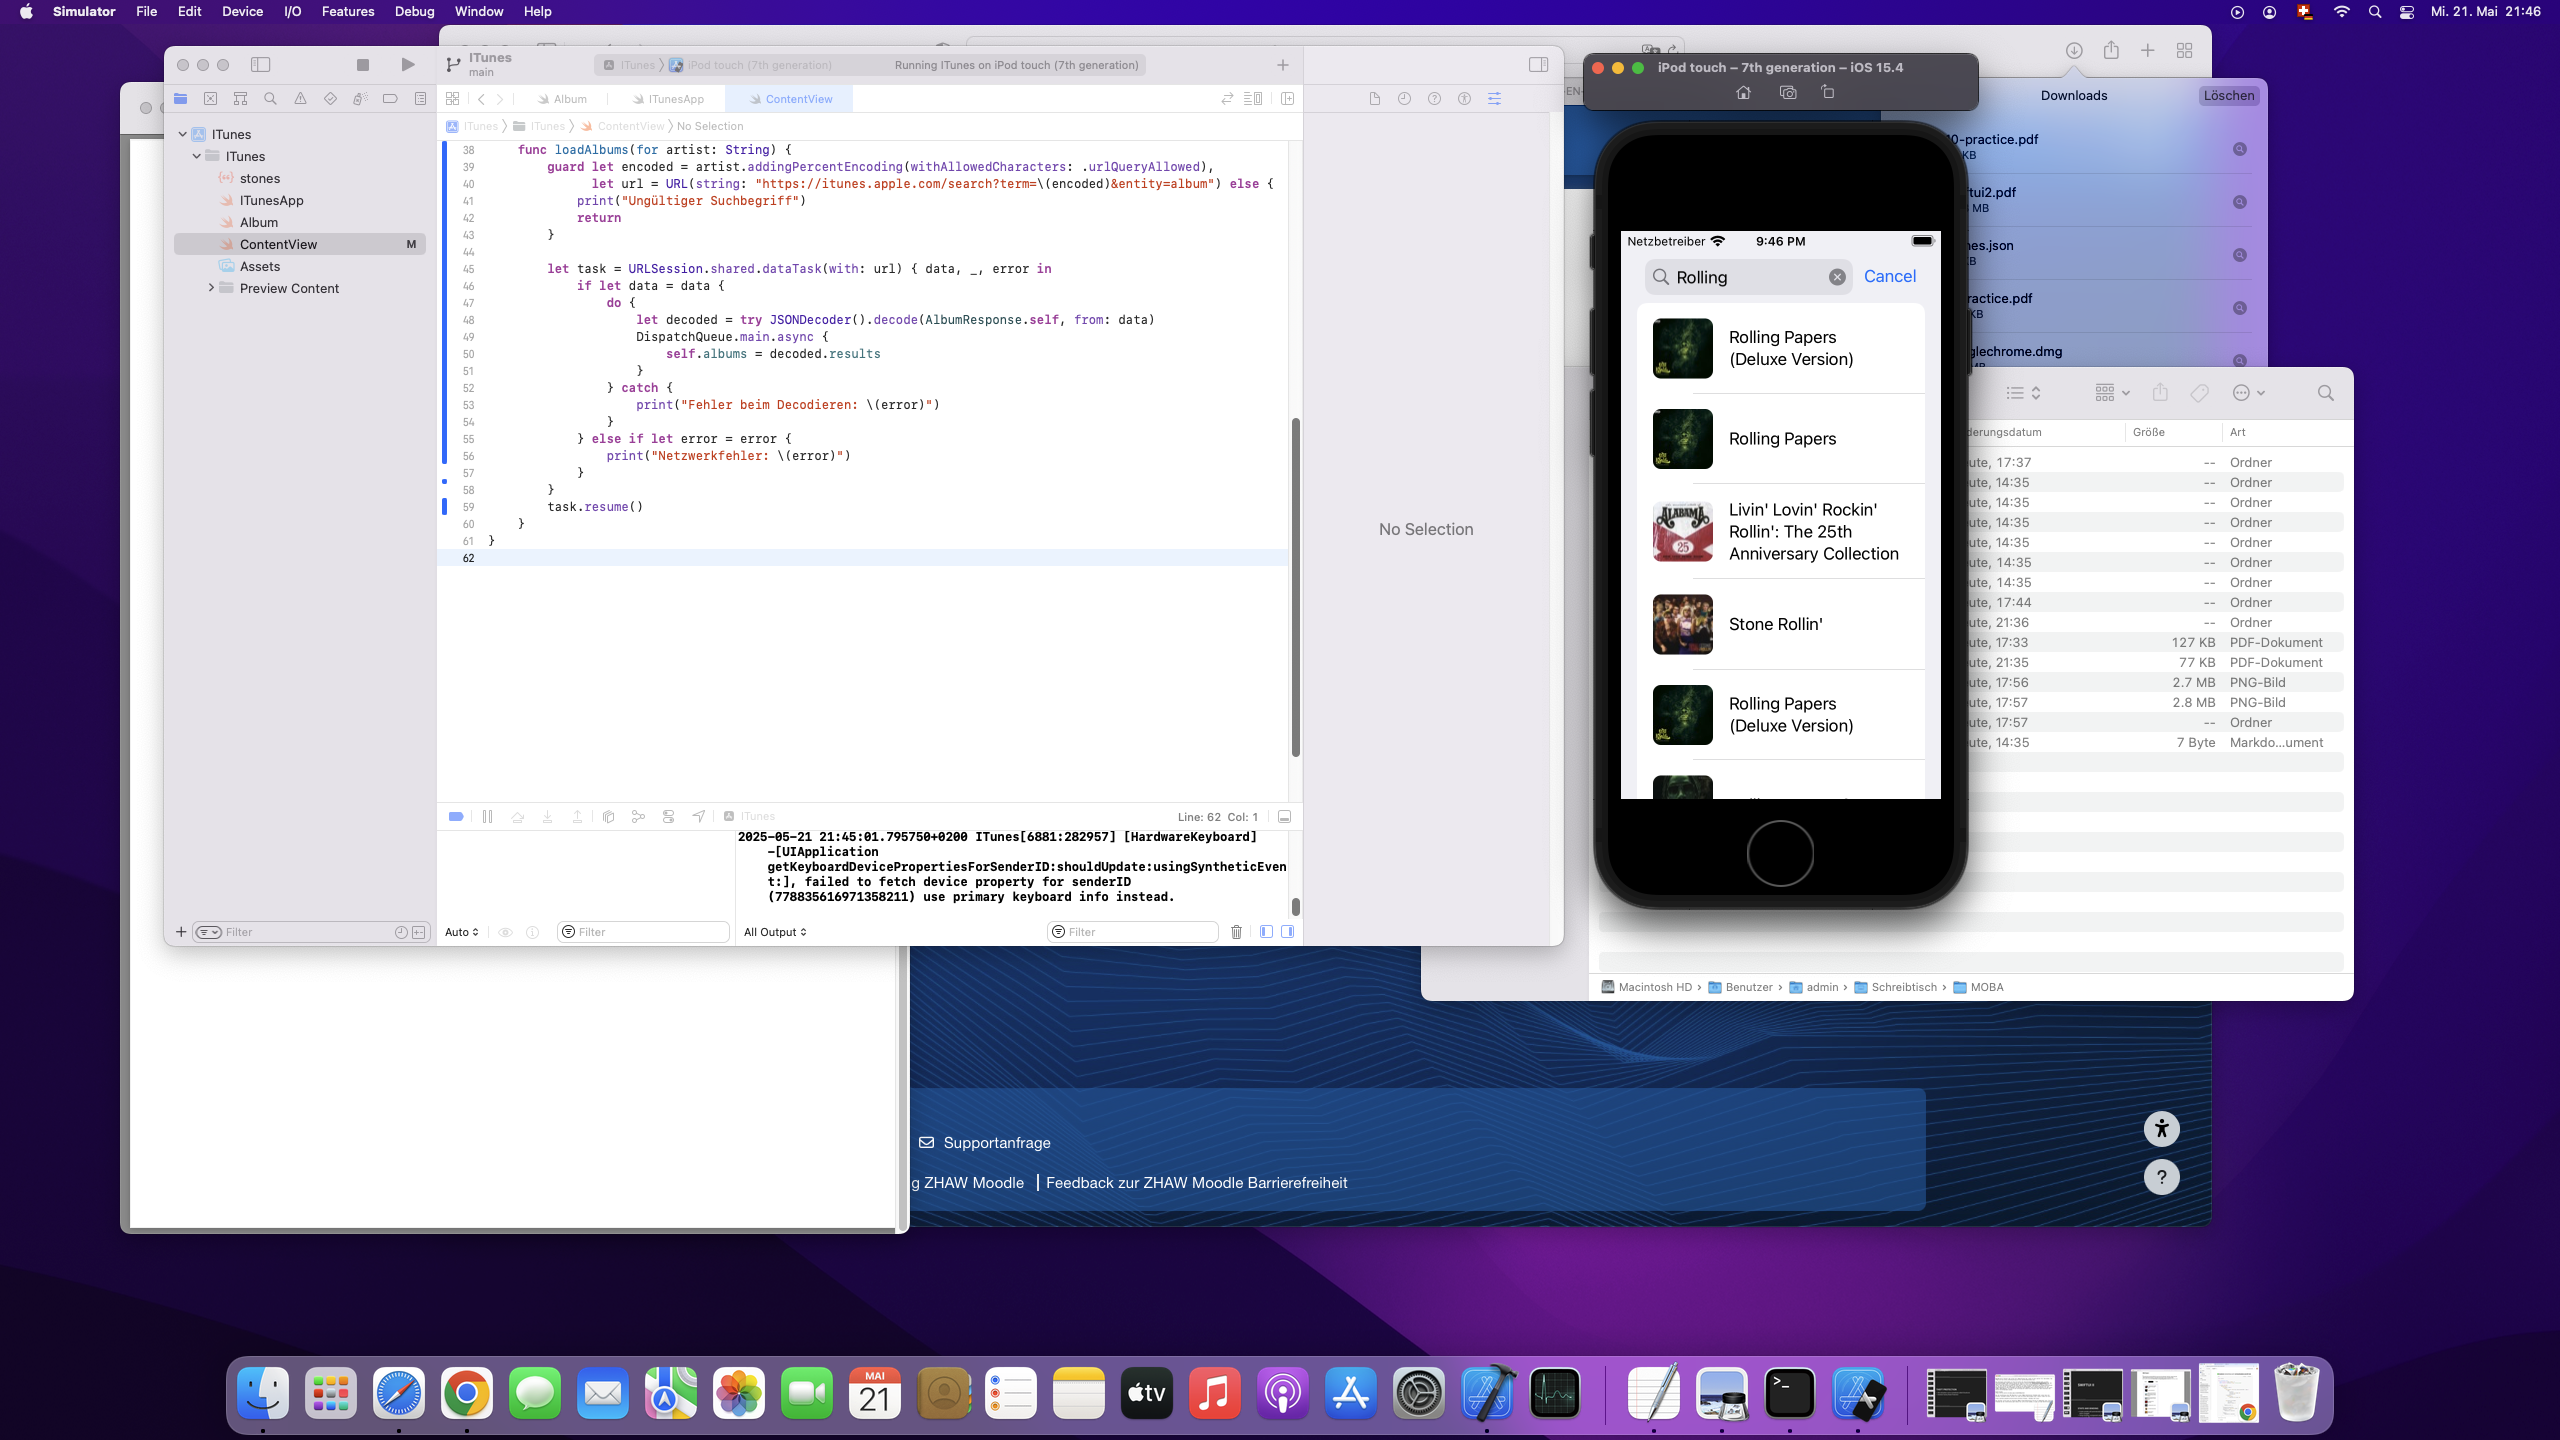 Simulator File Edit Device I/O Features Debug Window Help
Mi. 21. Mai 21:46
ITunes
main
ITunes 〉 iPod touch (7th generation)
Running ITunes on iPod touch (7th generation)
Album
ITunesApp
ContentView
ITunes 〉 ITunes 〉 ContentView 〉 No Selection
ITunes
ITunes
stones
ITunesApp
Album
ContentView M
Assets
Preview Content
Filter
38 func loadAlbums(for artist: String) {
39 guard let encoded = artist.addingPercentEncoding(withAllowedCharacters: .urlQueryAllowed),
40 let url = URL(string: "https://itunes.apple.com/search?term=\(encoded)&entity=album") else {
41 print("Ungültiger Suchbegriff")
42 return
43 }
44
45 let task = URLSession.shared.dataTask(with: url) { data, _, error in
46 if let data = data {
47 do {
48 let decoded = try JSONDecoder().decode(AlbumResponse.self, from: data)
49 DispatchQueue.main.async {
50 self.albums = decoded.results
51 }
52 } catch {
53 print("Fehler beim Decodieren: \(error)")
54 }
55 } else if let error = error {
56 print("Netzwerkfehler: \(error)")
57 }
58 }
59 task.resume()
60 }
61 }
62
ITunes
Line: 62 Col: 1
2025-05-21 21:45:01.795750+0200 ITunes[6881:282957] [HardwareKeyboard]
-[UIApplication
getKeyboardDevicePropertiesForSenderID:shouldUpdate:usingSyntheticEven
t:], failed to fetch device property for senderID
(778835616971358211) use primary keyboard info instead.
Auto
Filter
All Output
Filter
No Selection
iPod touch – 7th generation – iOS 15.4
Netzbetreiber 9:46 PM
Rolling
Cancel
Rolling Papers
(Deluxe Version)
Rolling Papers
ALABAMA
25
Livin' Lovin' Rockin'
Rollin': The 25th
Anniversary Collection
Stone Rollin'
Rolling Papers
(Deluxe Version)
Downloads
Löschen
-practice.pdf
KB
tui2.pdf
MB
nes.json
ractice.pdf
glechrome.dmg
derungsdatum Größe Art
ute, 17:37 -- Ordner
ute, 14:35 -- Ordner
ute, 14:35 -- Ordner
ute, 14:35 -- Ordner
ute, 14:35 -- Ordner
ute, 14:35 -- Ordner
ute, 14:35 -- Ordner
ute, 17:44 -- Ordner
ute, 21:36 -- Ordner
ute, 17:33 127 KB PDF-Dokument
ute, 21:35 77 KB PDF-Dokument
ute, 17:56 2.7 MB PNG-Bild
ute, 17:57 2.8 MB PNG-Bild
ute, 17:57 -- Ordner
ute, 14:35 7 Byte Markdo...ument
Macintosh HD › Benutzer › admin › Schreibtisch › MOBA
Supportanfrage
g ZHAW Moodle | Feedback zur ZHAW Moodle Barrierefreiheit
?
MAI
21
tv
>_